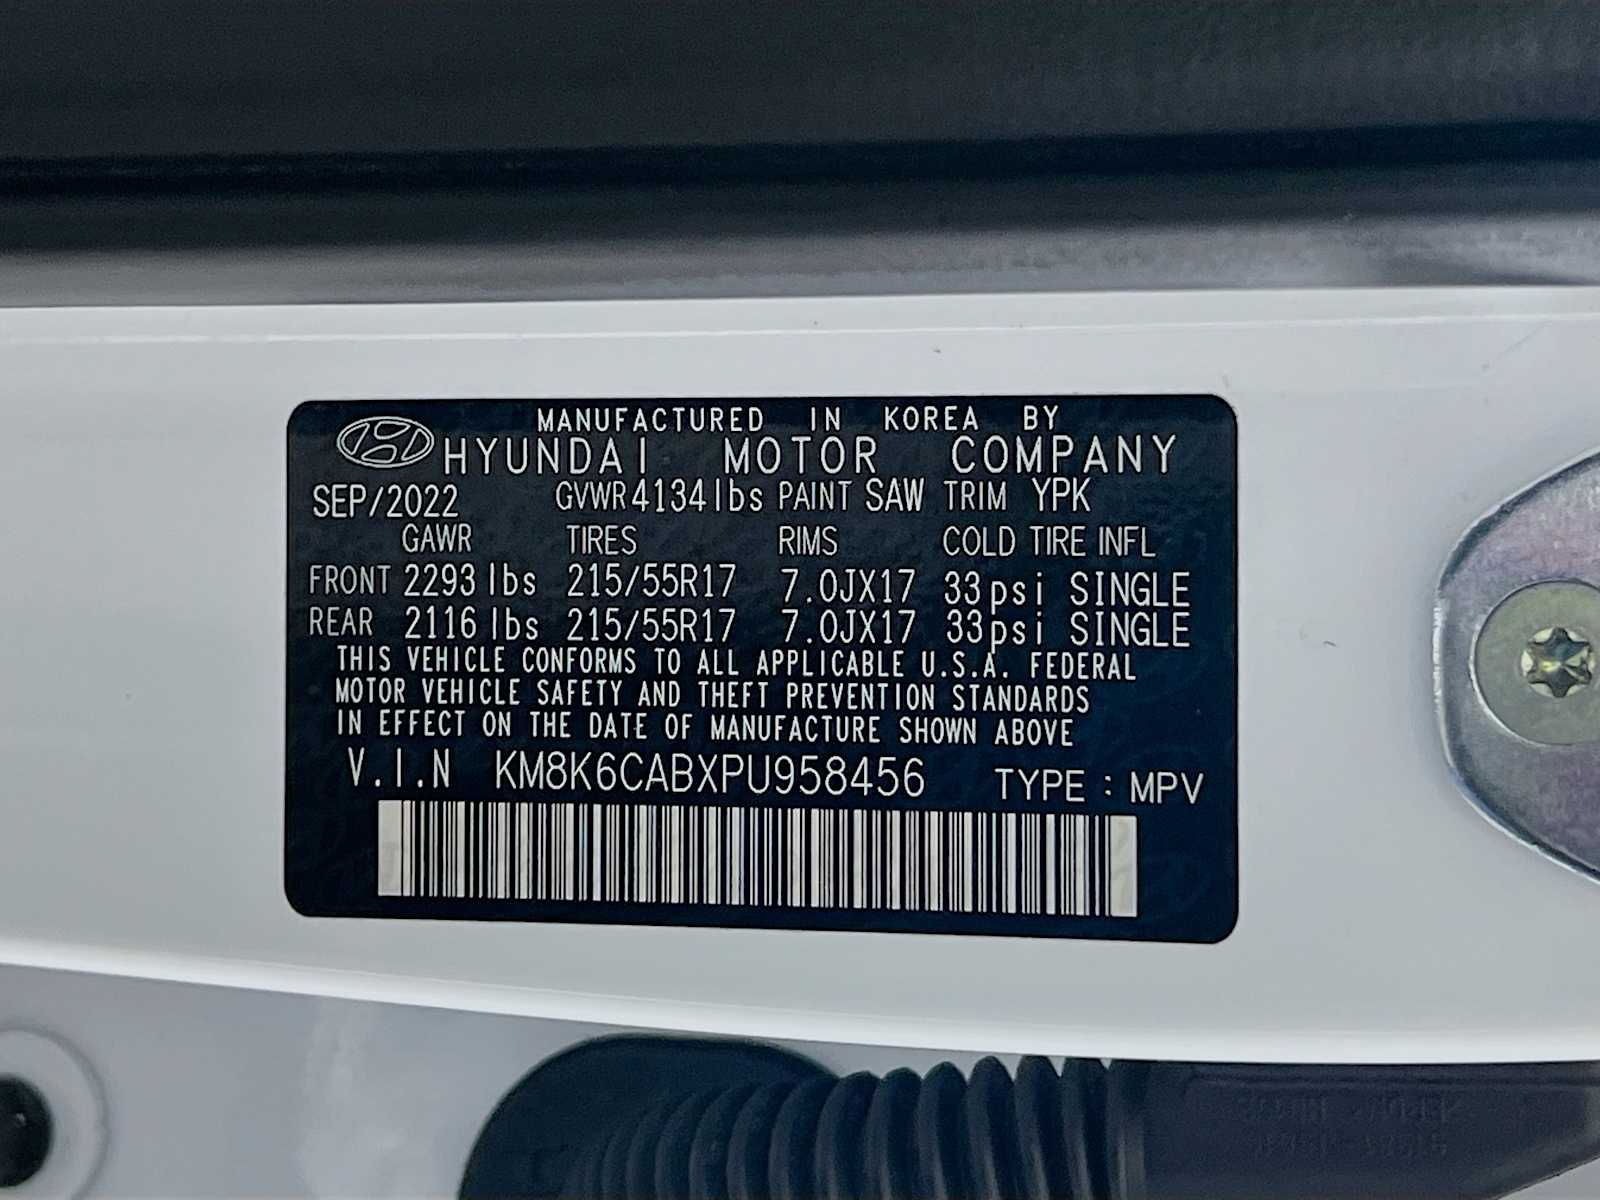 MANUFACTURED IN KOREA BY
HYUNDAI MOTOR COMPANY
SEP/2022 GVWR 4134 lbs PAINT SAW TRIM YPK
GAWR TIRES RIMS COLD TIRE INFL
FRONT 2293 lbs 215/55R17 7.0JX17 33psi SINGLE
REAR 2116 lbs 215/55R17 7.0JX17 33psi SINGLE
THIS VEHICLE CONFORMS TO ALL APPLICABLE U.S.A. FEDERAL
MOTOR VEHICLE SAFETY AND THEFT PREVENTION STANDARDS
IN EFFECT ON THE DATE OF MANUFACTURE SHOWN ABOVE
V.I.N KM8K6CABXPU958456 TYPE : MPV